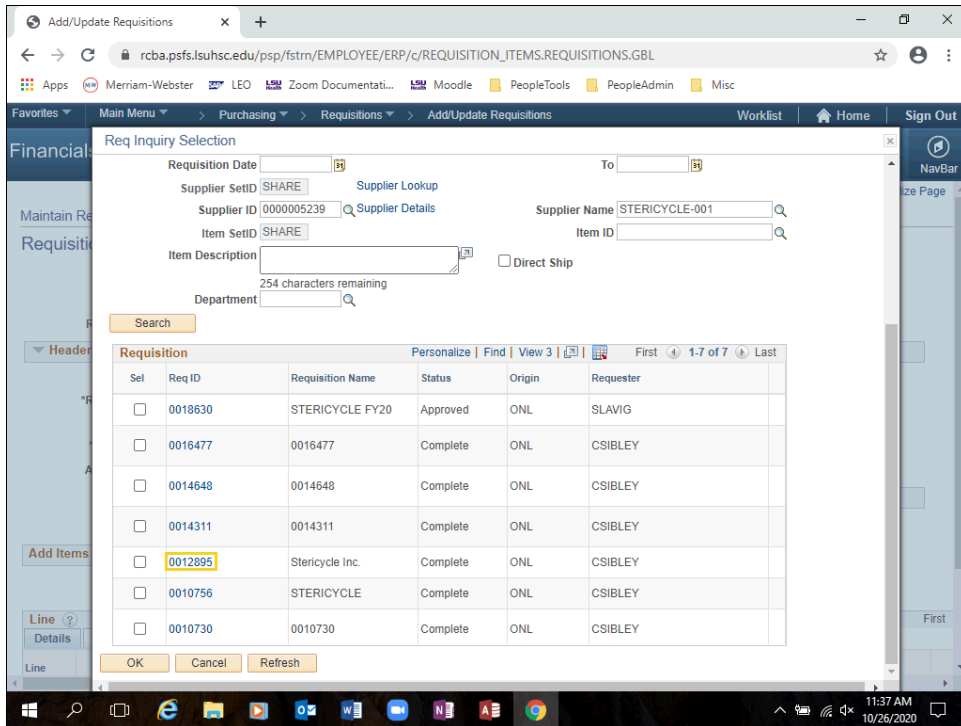 Add/Update Requisitions
rcba.psfs.lsuhsc.edu/psp/fstrn/EMPLOYEE/ERP/c/REQUISITION_ITEMS.REQUISITIONS.GBL
Apps Merriam-Webster LEO Zoom Documentati... Moodle PeopleTools PeopleAdmin Misc
Favorites Main Menu > Purchasing > Requisitions > Add/Update Requisitions Worklist Home Sign Out
Financials
NavBar
Req Inquiry Selection
Requisition Date To
Supplier SetID SHARE Supplier Lookup
ize Page
Supplier ID 0000005239 Supplier Details Supplier Name STERICYCLE-001
Maintain Re
Item SetID SHARE Item ID
Requisitio
Item Description Direct Ship
254 characters remaining
Department
Search
Header
Requisition Personalize | Find | View 3 | First 1-7 of 7 Last
Sel Req ID Requisition Name Status Origin Requester
0018630 STERICYCLE FY20 Approved ONL SLAVIG
0016477 0016477 Complete ONL CSIBLEY
0014648 0014648 Complete ONL CSIBLEY
0014311 0014311 Complete ONL CSIBLEY
Add Items
0012895 Stericycle Inc. Complete ONL CSIBLEY
0010756 STERICYCLE Complete ONL CSIBLEY
Line First
0010730 0010730 Complete ONL CSIBLEY
Details
OK Cancel Refresh
Line
11:37 AM
10/26/2020